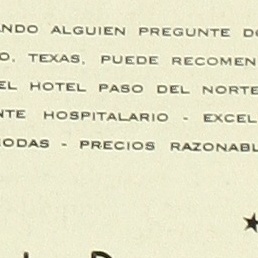 NDO ALGUIEN PREGUNTE D
O, TEXAS, PUEDE RECOMEN
EL HOTEL PASO DEL NORTE
NTE HOSPITALARIO - EXCEL
ODAS - PRECIOS RAZONABL